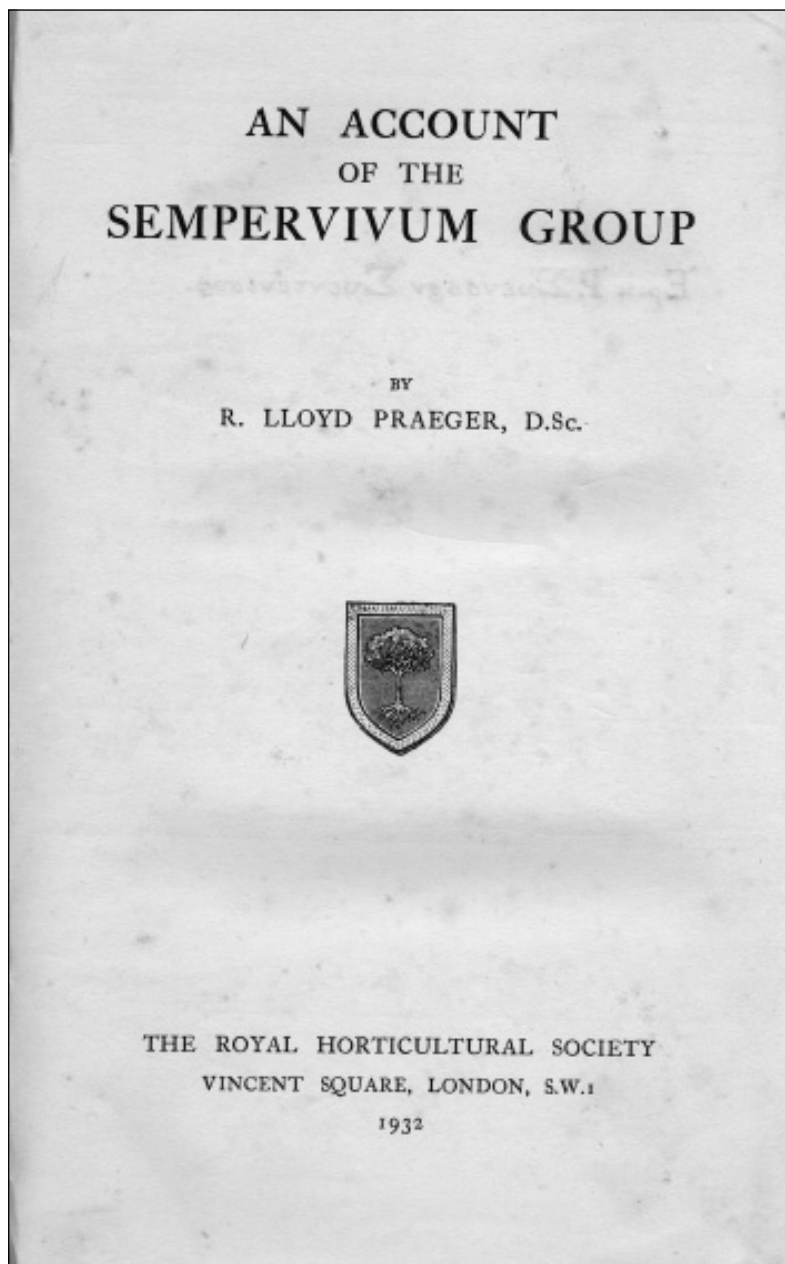 AN ACCOUNT
OF THE
SEMPERVIVUM GROUP
BY
R. LLOYD PRAEGER, D.Sc.
THE ROYAL HORTICULTURAL SOCIETY
VINCENT SQUARE, LONDON, S.W.1
1932